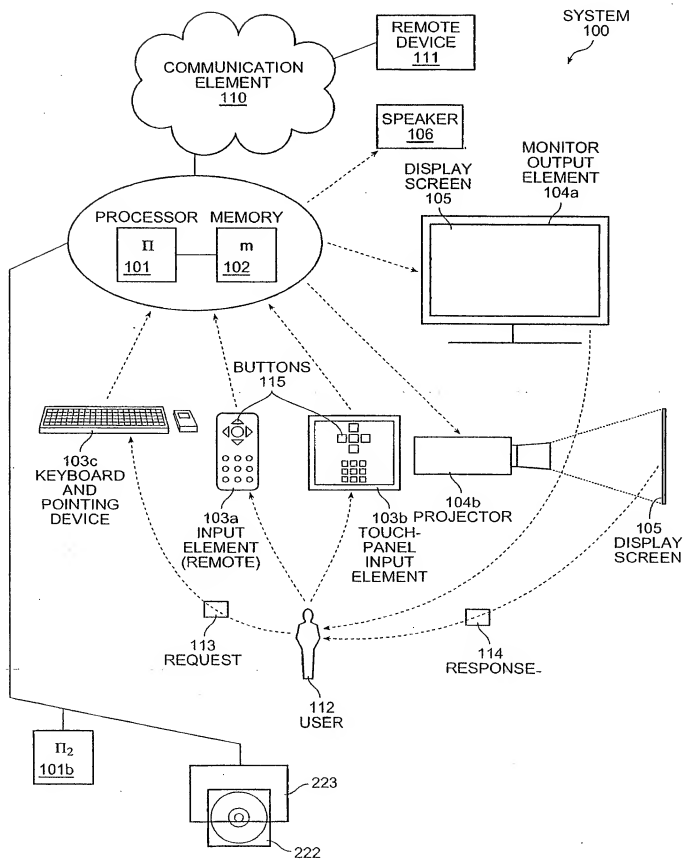 SYSTEM
100
REMOTE
DEVICE
111
COMMUNICATION
ELEMENT
110
SPEAKER
106
MONITOR
OUTPUT
ELEMENT
104a
DISPLAY
SCREEN
105
PROCESSOR
MEMORY
Π
101
m
102
BUTTONS
115
103c
KEYBOARD
AND
POINTING
DEVICE
103a
INPUT
ELEMENT
(REMOTE)
103b
TOUCH-
PANEL
INPUT
ELEMENT
104b
PROJECTOR
105
DISPLAY
SCREEN
113
REQUEST
112
USER
114
RESPONSE
Π2
101b
223
222